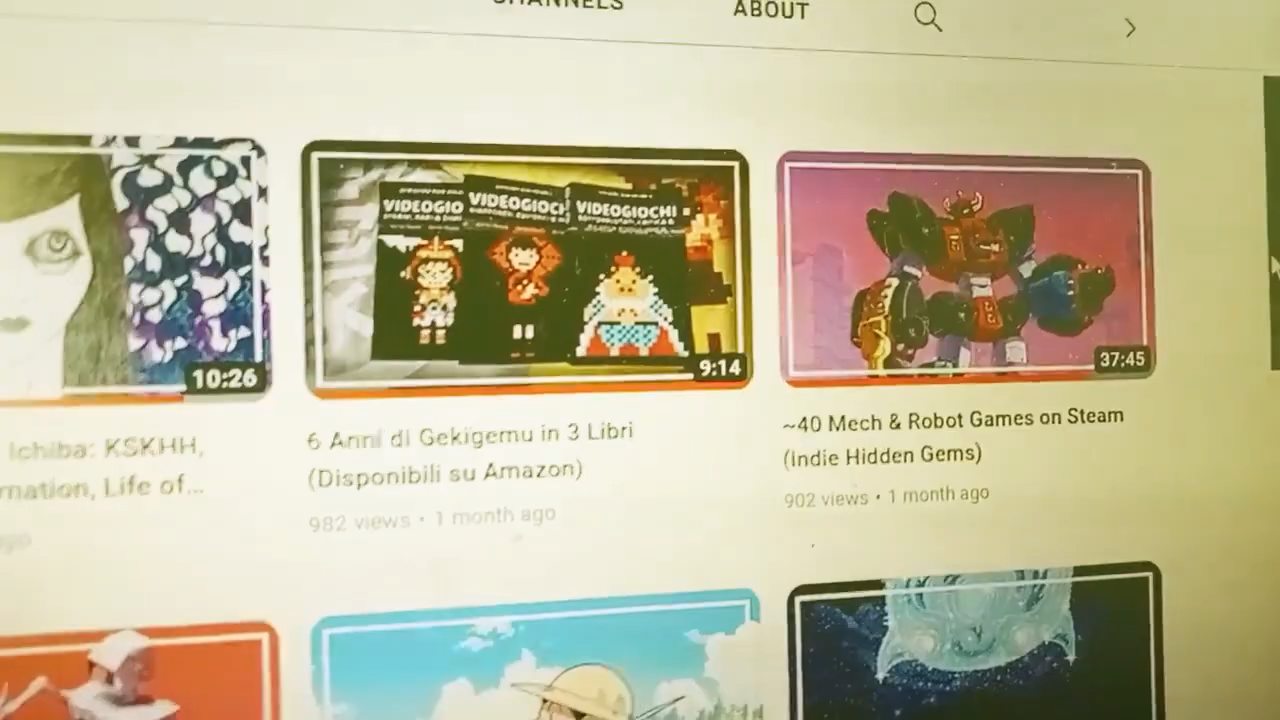 CHANNELS
ABOUT
VIDEOGIO
VIDEOGIOCHI
VIDEOGIOCHI
10:26
9:14
37:45
Ichiba: KSKHH,
mation, Life of...
ago
6 Anni di Gekigemu in 3 Libri
(Disponibili su Amazon)
982 views • 1 month ago
~40 Mech & Robot Games on Steam
(Indie Hidden Gems)
902 views • 1 month ago